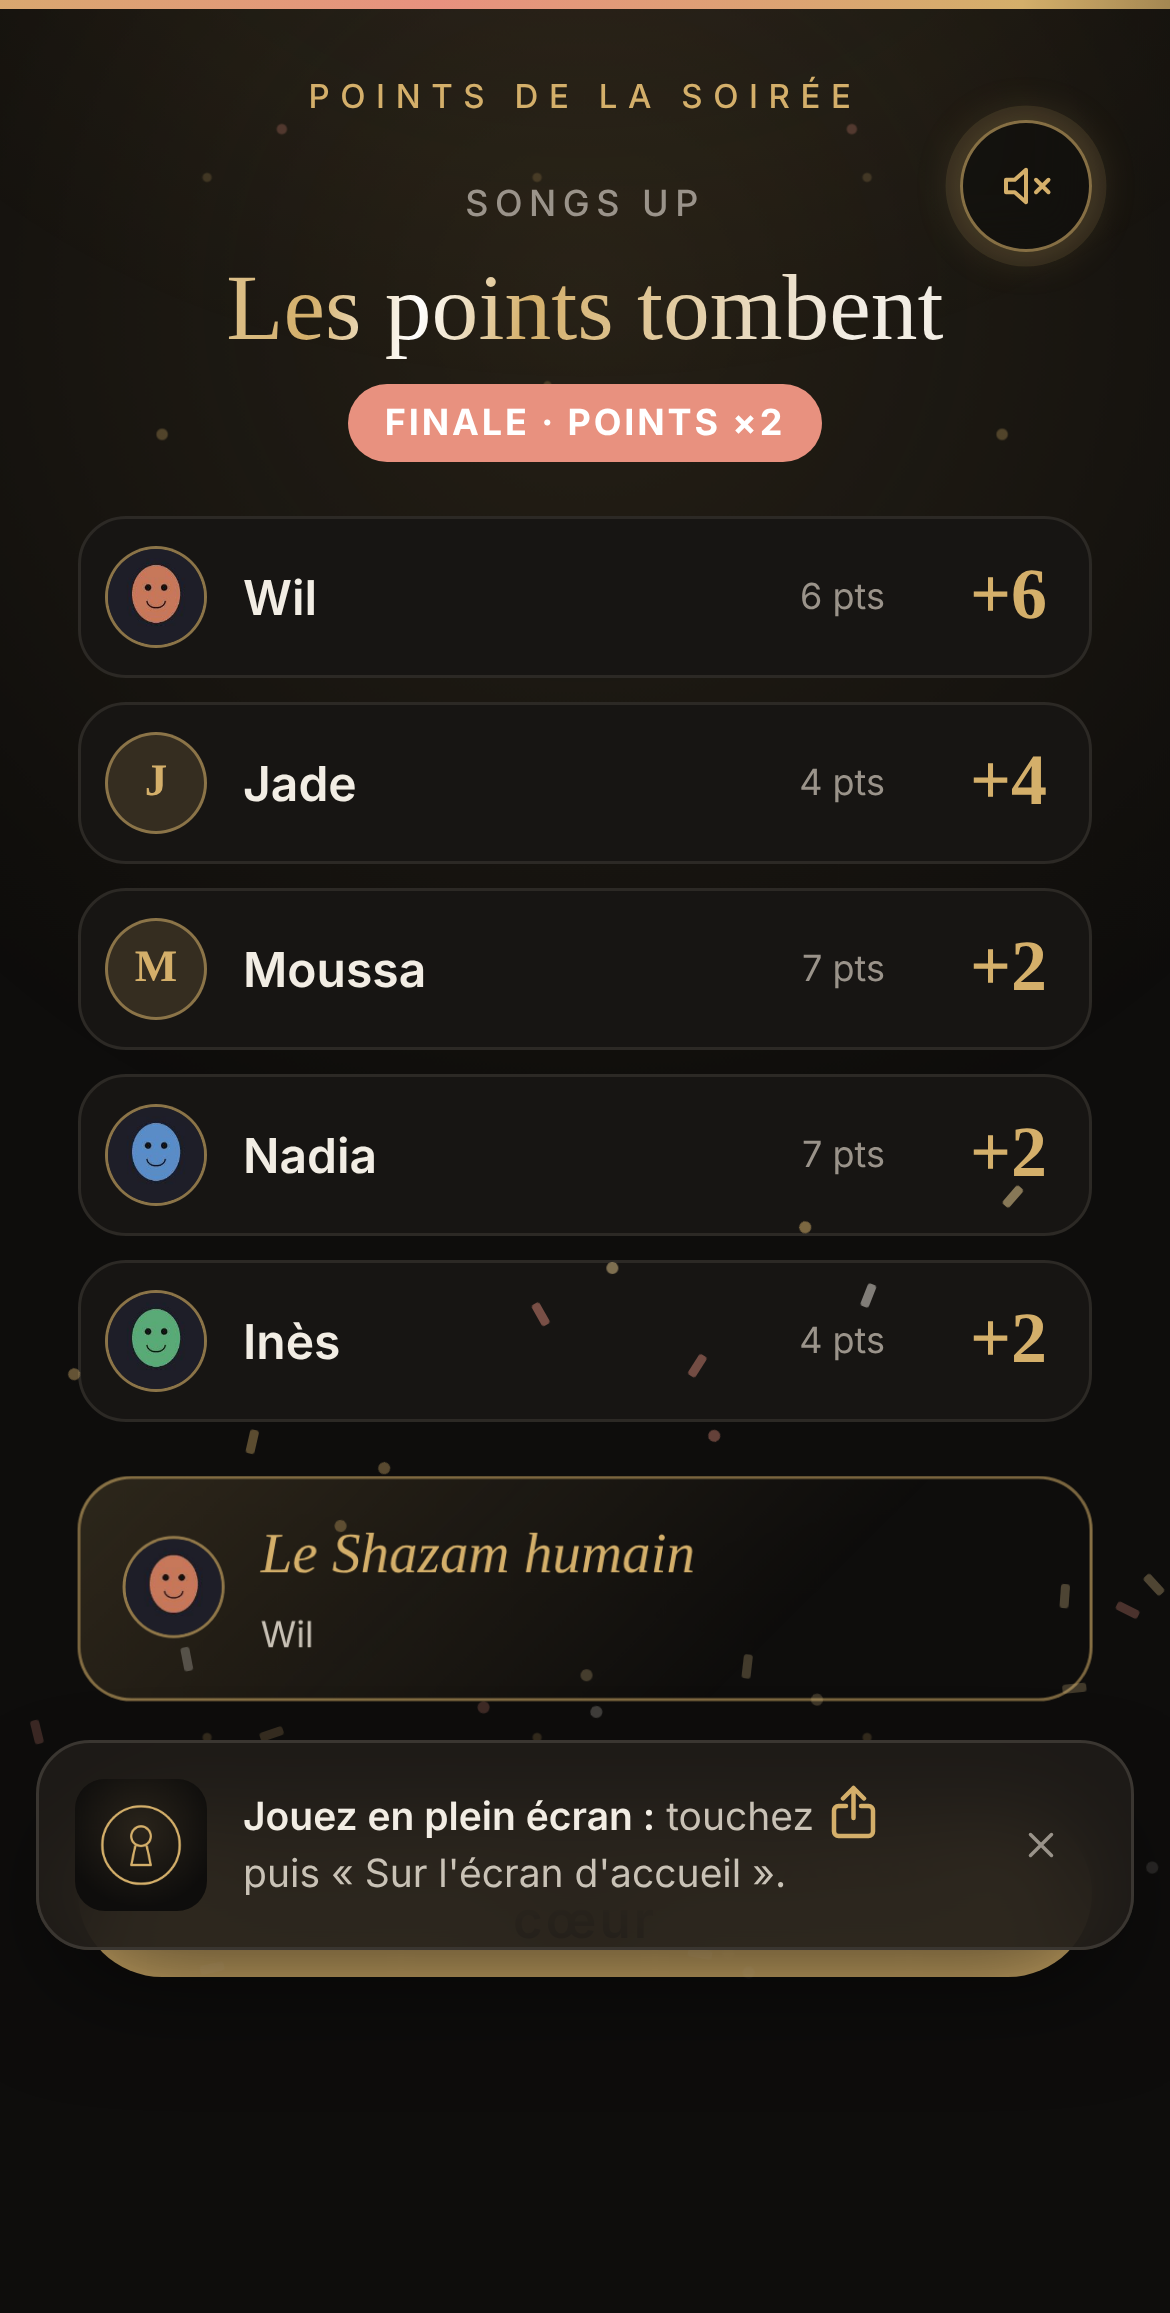 POINTS DE LA SOIRÉE
SONGS UP
Les points tombent
FINALE · POINTS ×2
Wil 6 pts +6
J Jade 4 pts +4
M Moussa 7 pts +2
Nadia 7 pts +2
Inès 4 pts +2
Le Shazam humain
Wil
Jouez en plein écran : touchez
puis « Sur l'écran d'accueil ».
cœur